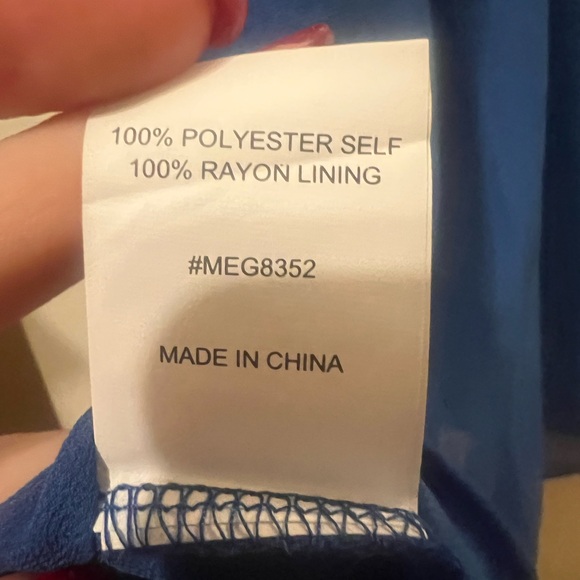 100% POLYESTER SELF
100% RAYON LINING
#MEG8352
MADE IN CHINA